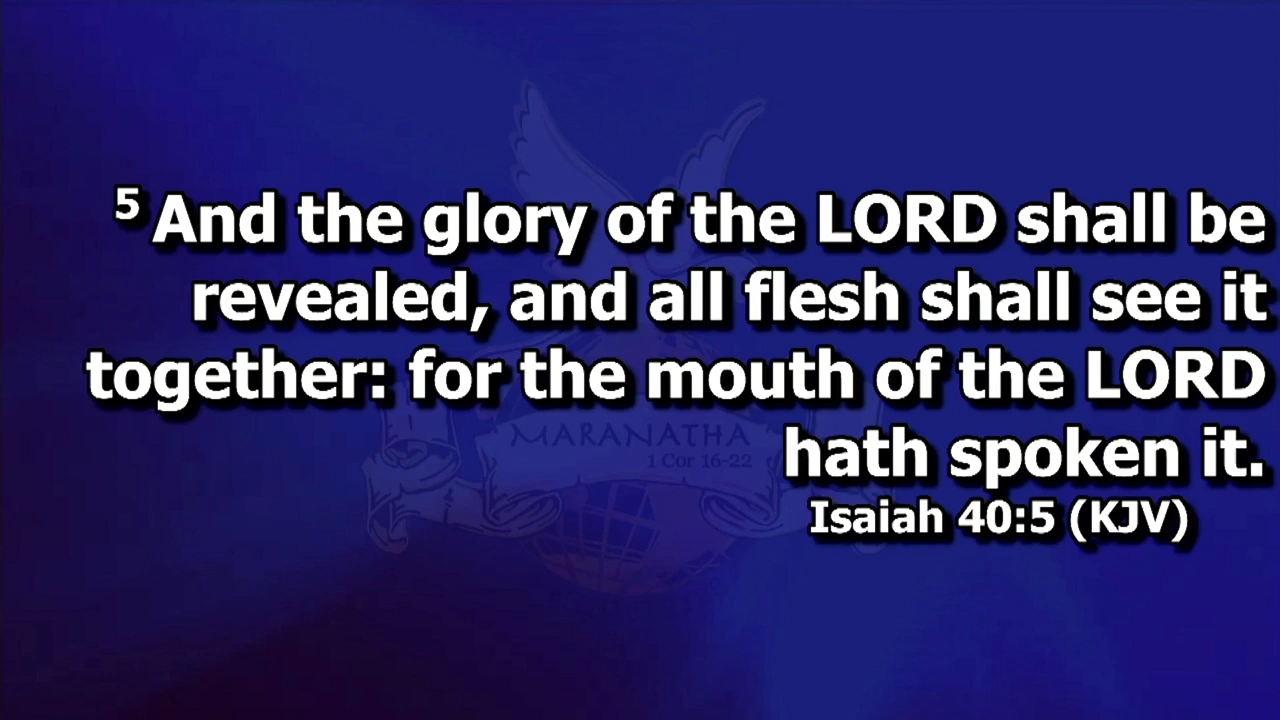 5 And the glory of the LORD shall be
revealed, and all flesh shall see it
together: for the mouth of the LORD
hath spoken it.
Isaiah 40:5 (KJV)
MARANATHA
1 Cor 16-22